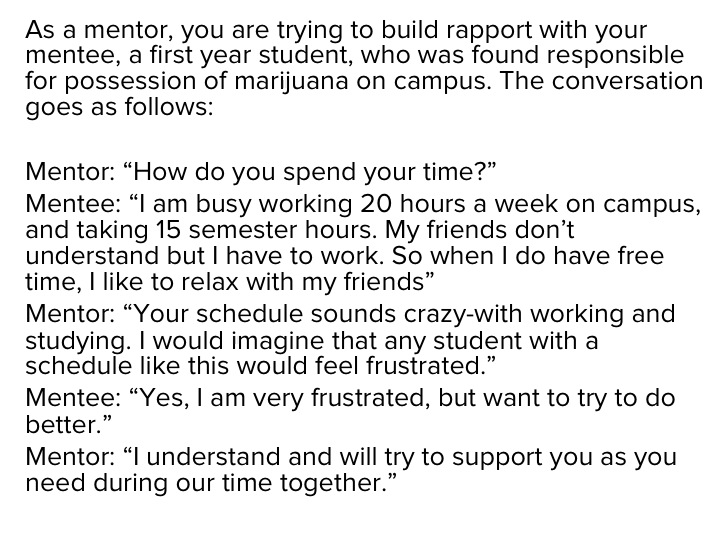 As a mentor, you are trying to build rapport with your
mentee, a first year student, who was found responsible
for possession of marijuana on campus. The conversation
goes as follows:
Mentor: “How do you spend your time?”
Mentee: “I am busy working 20 hours a week on campus,
and taking 15 semester hours. My friends don’t
understand but I have to work. So when I do have free
time, I like to relax with my friends”
Mentor: “Your schedule sounds crazy-with working and
studying. I would imagine that any student with a
schedule like this would feel frustrated.”
Mentee: “Yes, I am very frustrated, but want to try to do
better.”
Mentor: “I understand and will try to support you as you
need during our time together.”